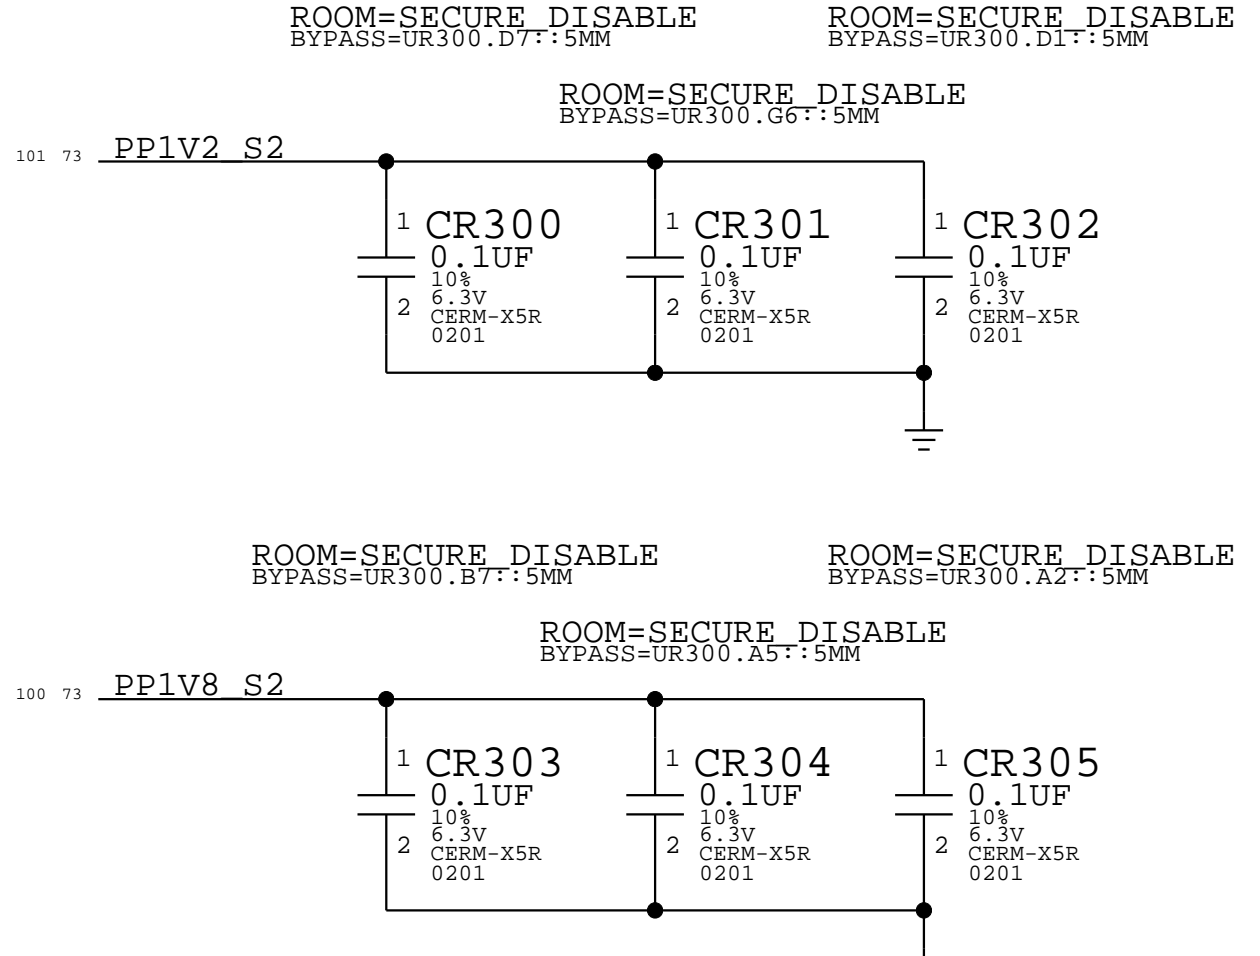 ROOM=SECURE_DISABLE
BYPASS=UR300.D7::5MM
ROOM=SECURE_DISABLE
BYPASS=UR300.D1::5MM
ROOM=SECURE_DISABLE
BYPASS=UR300.G6::5MM
101 73 PP1V2_S2
1 CR300
0.1UF
10%
6.3V
2
CERM-X5R
0201
1 CR301
0.1UF
10%
6.3V
2
CERM-X5R
0201
1 CR302
0.1UF
10%
6.3V
2
CERM-X5R
0201
ROOM=SECURE_DISABLE
BYPASS=UR300.B7::5MM
ROOM=SECURE_DISABLE
BYPASS=UR300.A2::5MM
ROOM=SECURE_DISABLE
BYPASS=UR300.A5::5MM
100 73 PP1V8_S2
1 CR303
0.1UF
10%
6.3V
2
CERM-X5R
0201
1 CR304
0.1UF
10%
6.3V
2
CERM-X5R
0201
1 CR305
0.1UF
10%
6.3V
2
CERM-X5R
0201